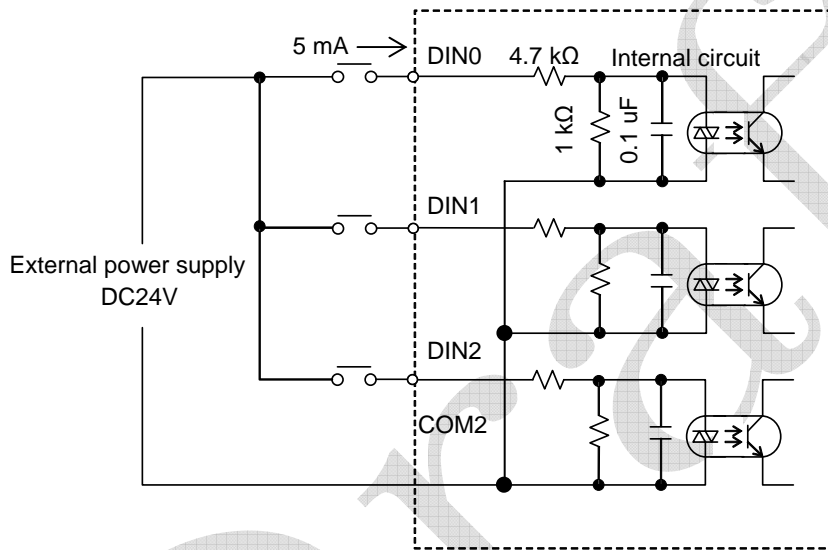 5 mA
DIN0
4.7 kΩ
Internal circuit
1 kΩ
0.1 uF
DIN1
External power supply
DC24V
DIN2
COM2